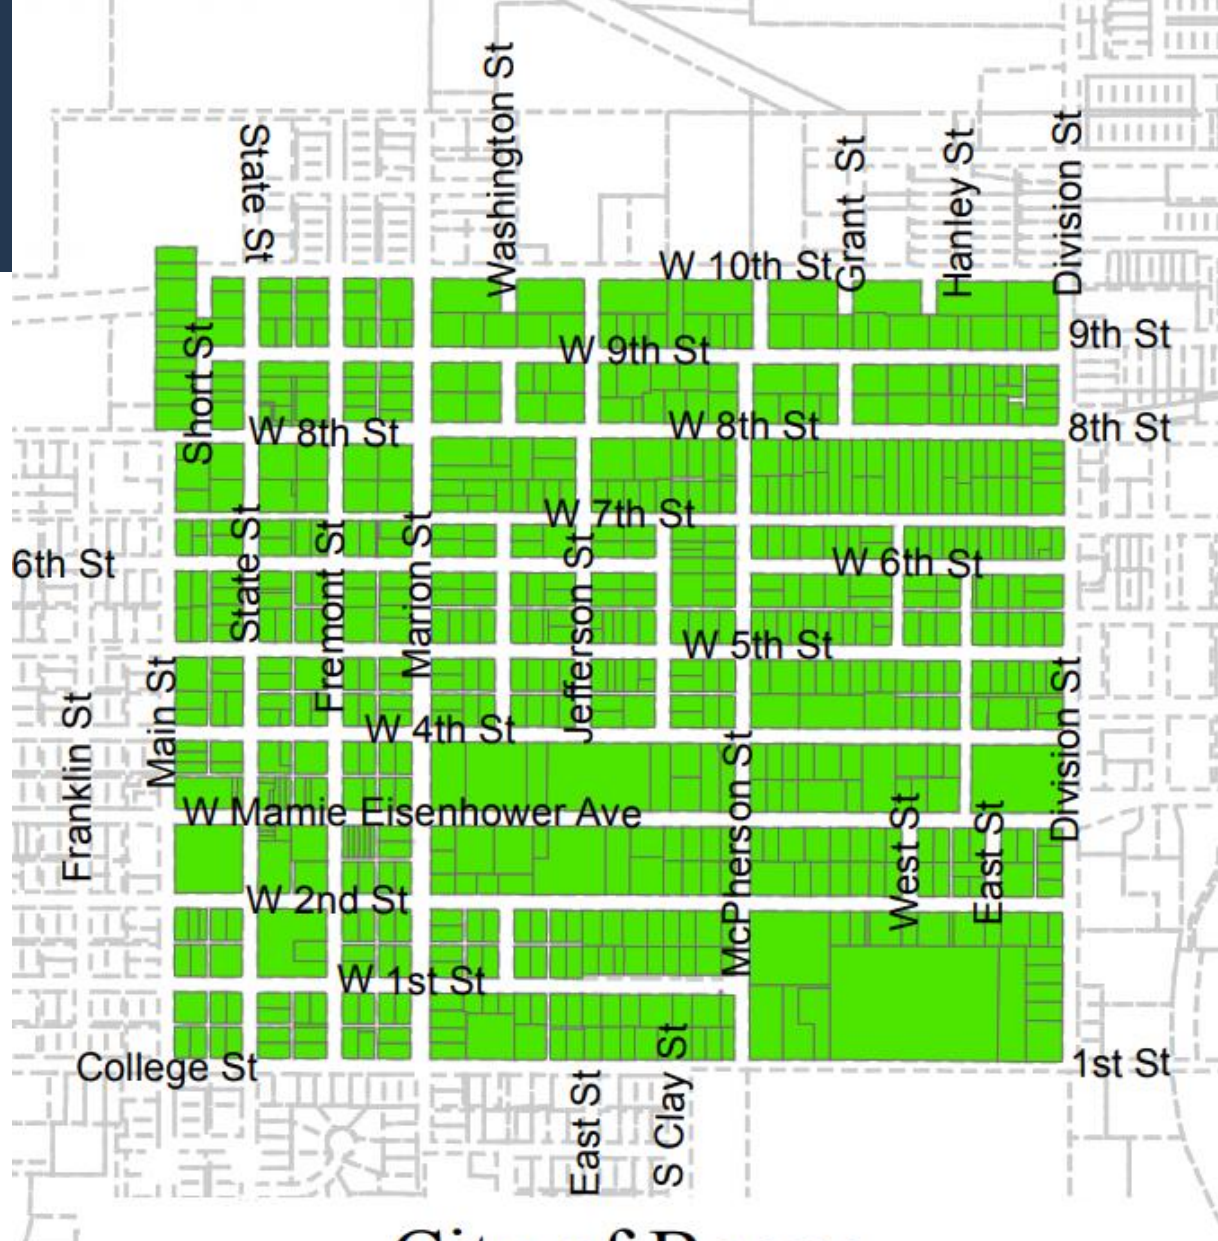 Washington St
State St
Grant St
Hanley St
Division St
W 10th St
Short St
W 9th St
9th St
W 8th St
W 8th St
8th St
W 7th St
6th St
State St
Fremont St
Marion St
Jefferson St
W 6th St
W 5th St
Main St
Franklin St
W 4th St
McPherson St
Division St
W Mamie Eisenhower Ave
West St
East St
W 2nd St
W 1st St
College St
1st St
East St
S Clay St
City of